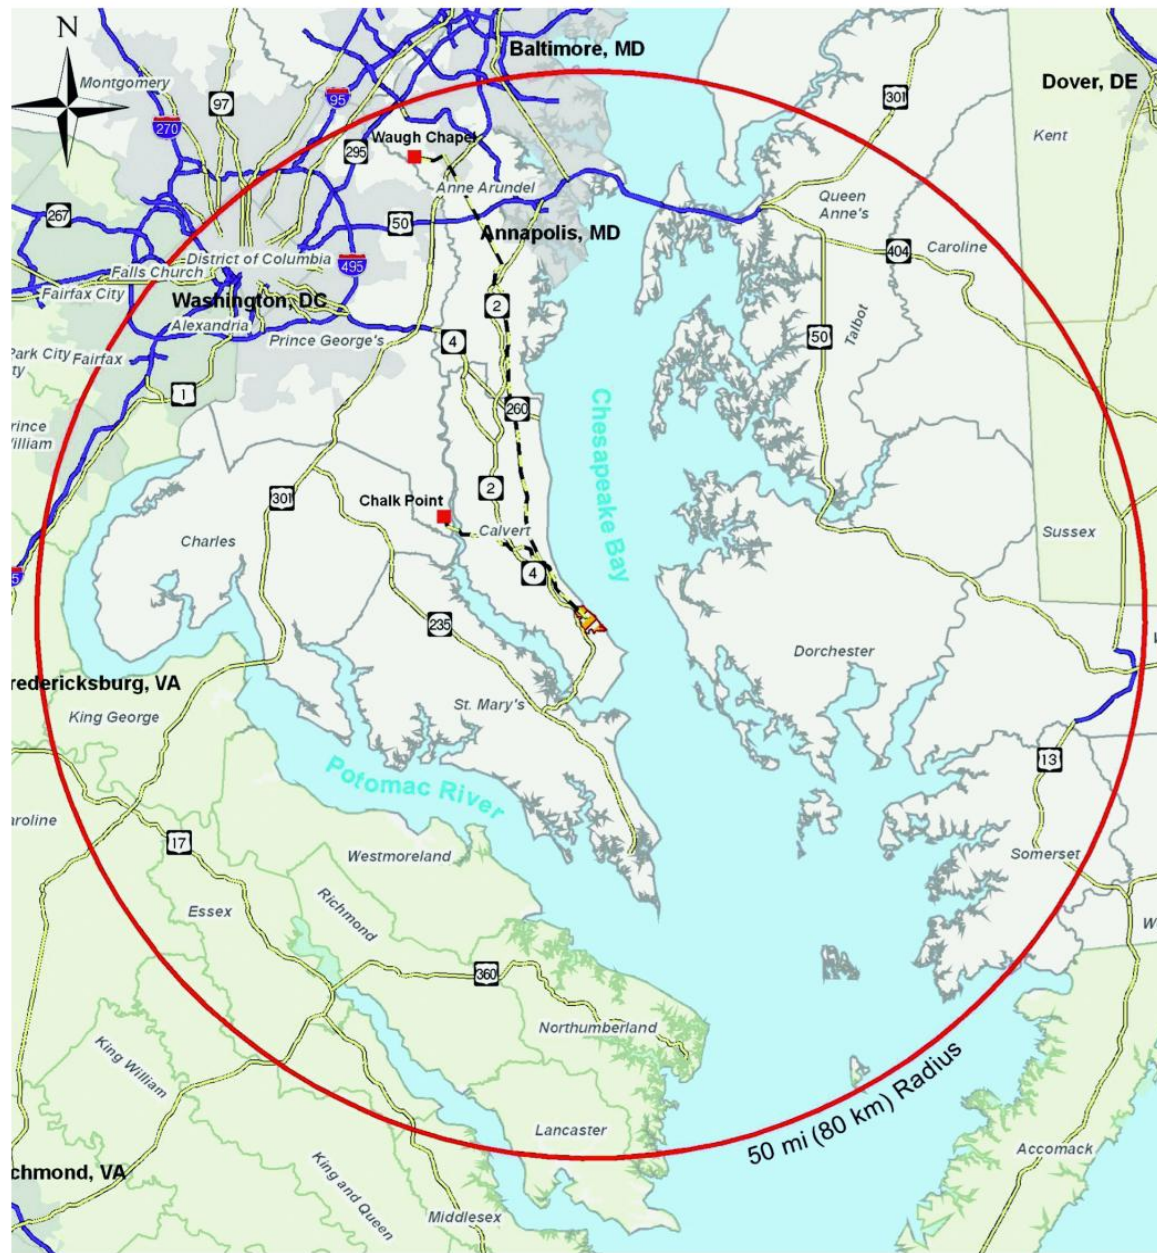 N
Baltimore, MD
Montgomery
97
95
301
Dover, DE
270
Kent
295
Waugh Chapel
Anne Arundel
Queen
Anne's
267
50
Annapolis, MD
404
Caroline
District of Columbia
Falls Church
495
Fairfax City
Washington, DC
2
Alexandria
Prince George's
4
50
Talbot
Park City
ty
Fairfax
1
260
rince
illiam
Chesapeake Bay
2
301
Chalk Point
Calvert
Sussex
Charles
4
5
235
Dorchester
redericksburg, VA
King George
St. Mary's
13
Potomac River
aroline
17
Westmoreland
Somerset
Essex
Richmond
W
360
Northumberland
King William
50 mi (80 km) Radius
Lancaster
Accomack
chmond, VA
King and Queen
Middlesex